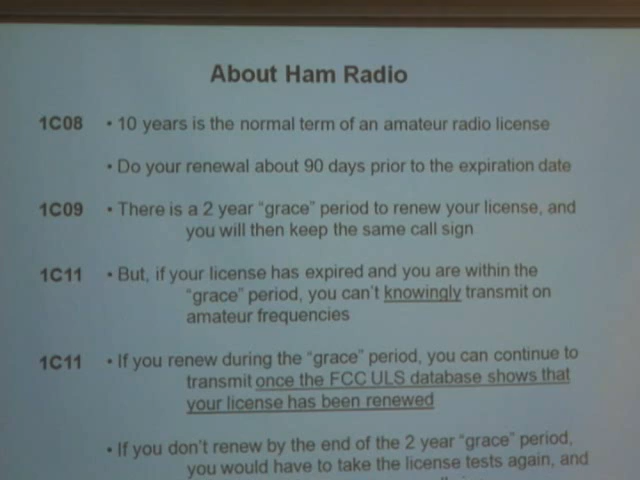 About Ham Radio
1C08 • 10 years is the normal term of an amateur radio license
• Do your renewal about 90 days prior to the expiration date
1C09 • There is a 2 year “grace” period to renew your license, and
you will then keep the same call sign
1C11 • But, if your license has expired and you are within the
“grace” period, you can’t knowingly transmit on
amateur frequencies
1C11 • If you renew during the “grace” period, you can continue to
transmit once the FCC ULS database shows that
your license has been renewed
• If you don’t renew by the end of the 2 year “grace” period,
you would have to take the license tests again, and